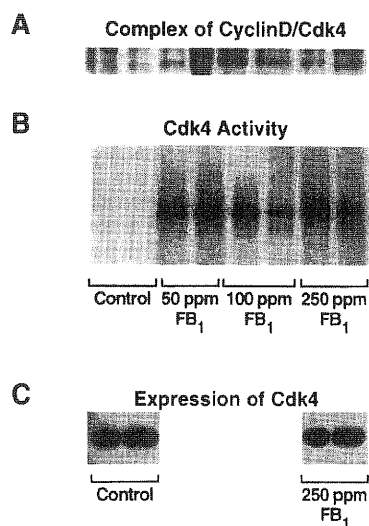 A
Complex of CyclinD/Cdk4
B
Cdk4 Activity
Control
50 ppm
FB₁
100 ppm
FB₁
250 ppm
FB₁
C
Expression of Cdk4
Control
250 ppm
FB₁